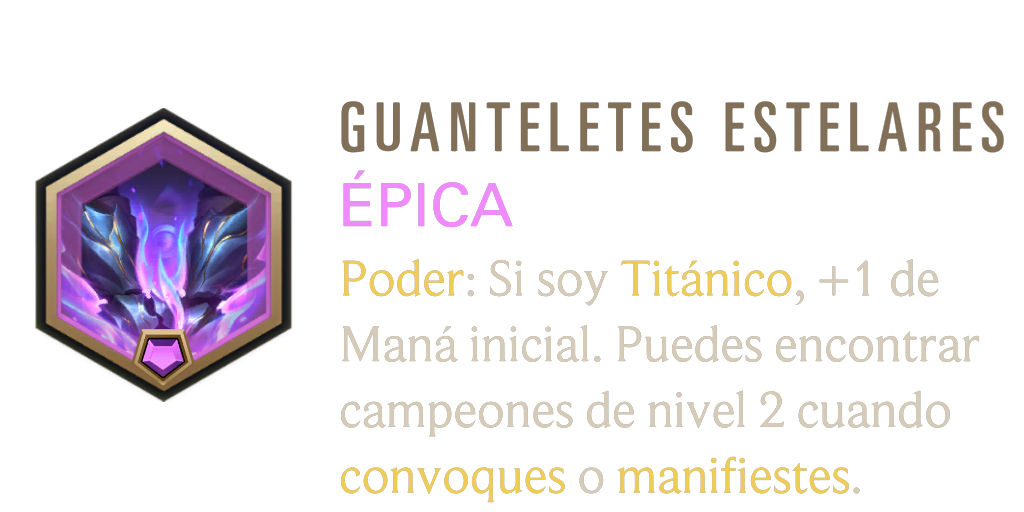 GUANTELETES ESTELARES
ÉPICA
Poder: Si soy Titánico, +1 de
Maná inicial. Puedes encontrar
campeones de nivel 2 cuando
convoques o manifiestes.